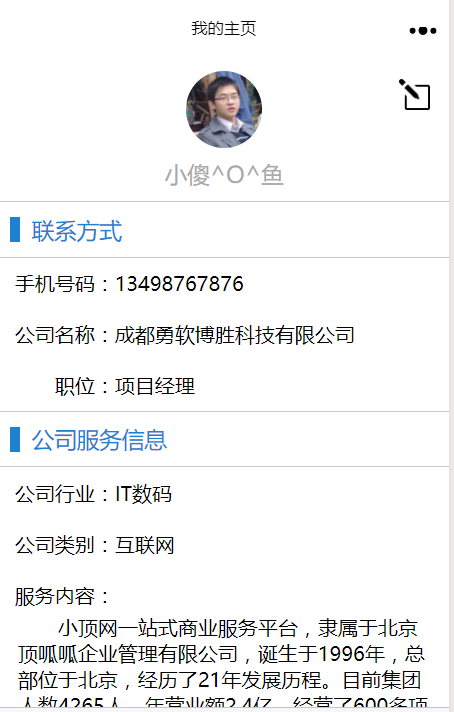 我的主页
小傻^O^鱼
联系方式
手机号码：13498767876
公司名称：成都勇软博胜科技有限公司
职位：项目经理
公司服务信息
公司行业：IT数码
公司类别：互联网
服务内容：
小顶网一站式商业服务平台，隶属于北京
顶呱呱企业管理有限公司，诞生于1996年，总
部位于北京，经历了21年发展历程。目前集团
人数4265人，年营业额2.4亿，经营了600多项